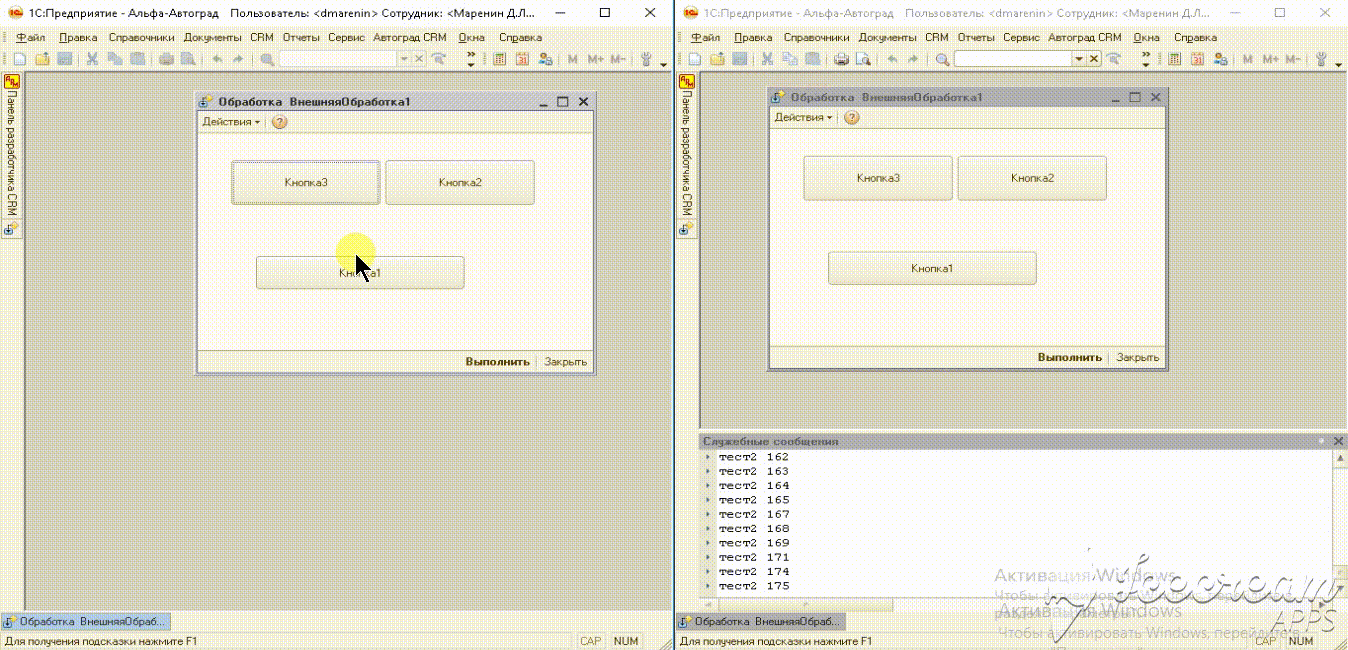 1С:Предприятие - Альфа-Автоград Пользователь: <dmarenin> Сотрудник: <Маренин Д.Л...
Файл Правка Справочники Документы CRM Отчеты Сервис Автоград CRM Окна Справка
M M+ M-
Панель разработчика CRM
Обработка ВнешняяОбработка1
Действия
Кнопка3 Кнопка2
Кнопка1
Выполнить Закрыть
Обработка ВнешняяОбраб...
Для получения подсказки нажмите F1 CAP NUM
1С:Предприятие - Альфа-Автоград Пользователь: <dmarenin> Сотрудник: <Маренин Д.Л...
Файл Правка Справочники Документы CRM Отчеты Сервис Автоград CRM Окна Справка
M M+ M-
Панель разработчика CRM
Обработка ВнешняяОбработка1
Действия
Кнопка3 Кнопка2
Кнопка1
Выполнить Закрыть
Служебные сообщения
тест2 162
тест2 163
тест2 164
тест2 165
тест2 167
тест2 168
тест2 169
тест2 171
тест2 174
тест2 175
Активация Windows
Активация Windows
Чтобы активировать Windows, перейдите в
APPS
Обработка ВнешняяОбраб...
Для получения подсказки нажмите F1 CAP NUM